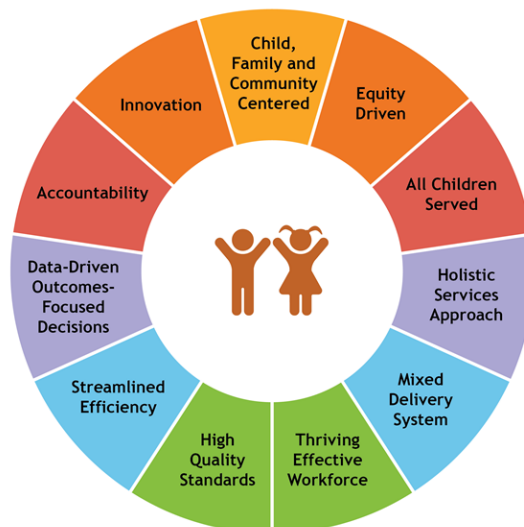 Child,
Family and
Community
Centered
Equity
Driven
All Children
Served
Holistic
Services
Approach
Mixed
Delivery
System
Thriving
Effective
Workforce
High
Quality
Standards
Streamlined
Efficiency
Data-Driven
Outcomes-
Focused
Decisions
Accountability
Innovation